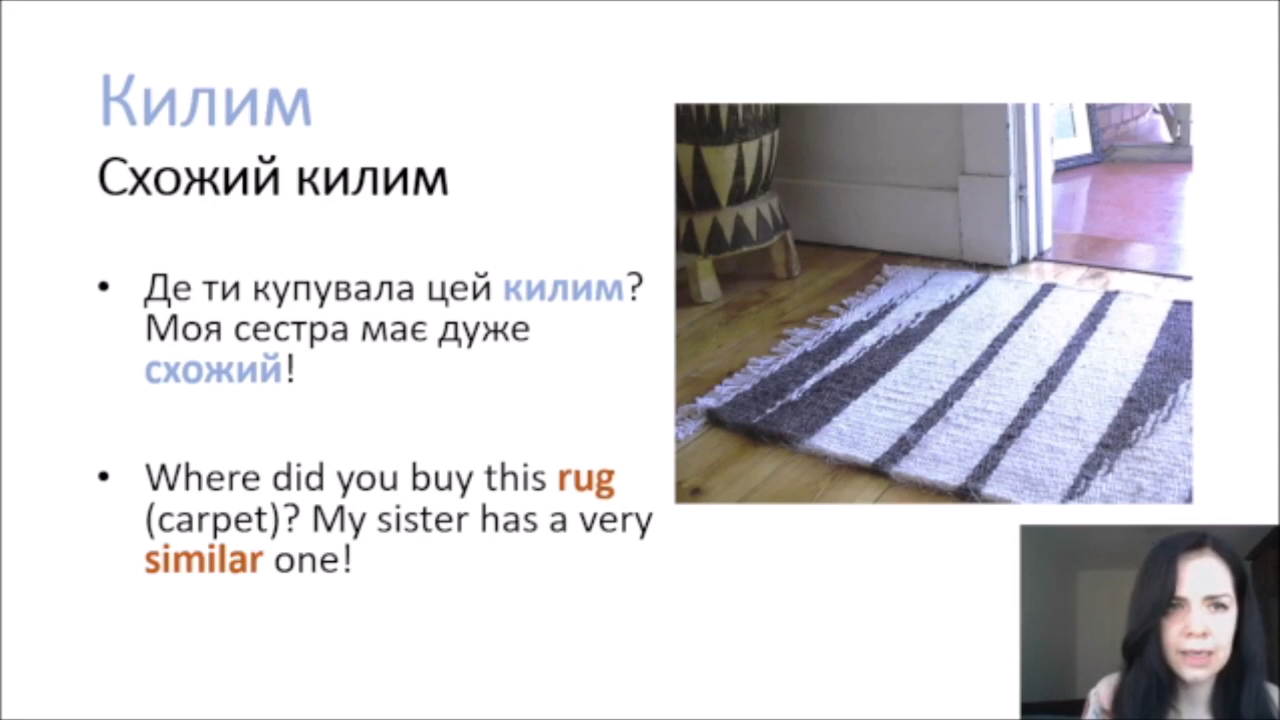 Килим
Схожий килим
• Де ти купувала цей килим?
Моя сестра має дуже
схожий!
• Where did you buy this rug
(carpet)? My sister has a very
similar one!